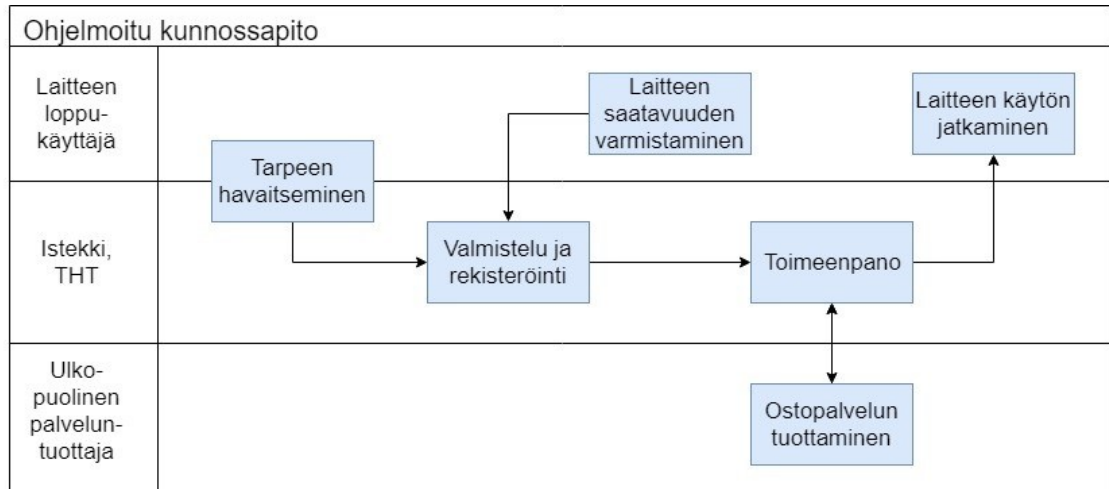 Ohjelmoitu kunnossapito
Laitteen
loppu-
käyttäjä
Tarpeen
havaitseminen
Laitteen
saatavuuden
varmistaminen
Laitteen käytön
jatkaminen
Istekki,
THT
Valmistelu ja
rekisteröinti
Toimeenpano
Ulko-
puolinen
palvelun-
tuottaja
Ostopalvelun
tuottaminen